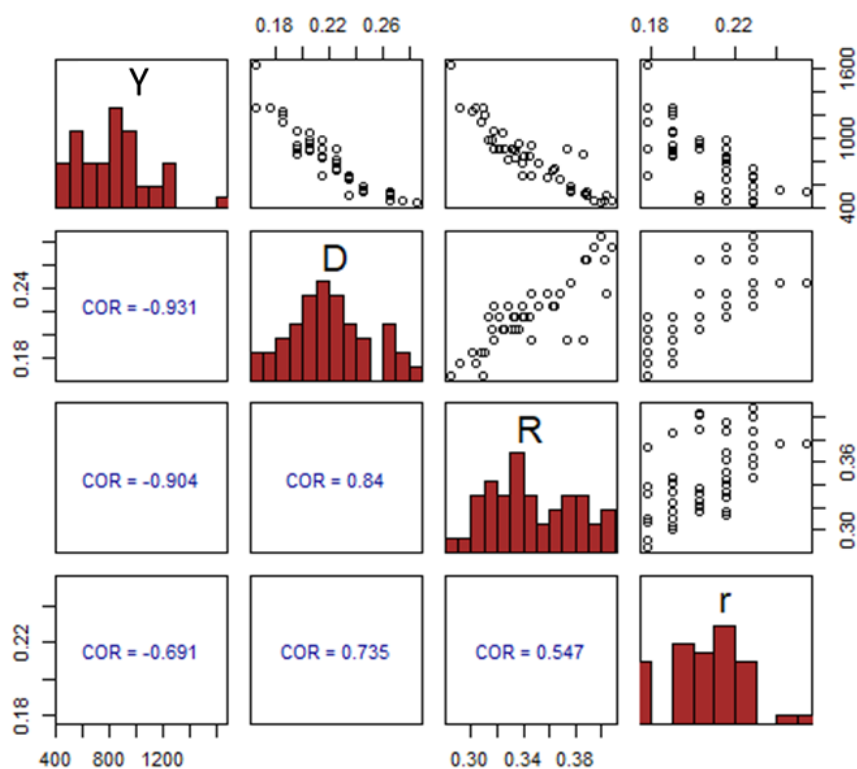 0.18 0.22 0.26 0.18 0.22
Y
400 1000 1600
D
0.18 0.24
COR = -0.931
R
COR = -0.904 COR = 0.84
0.30 0.36
r
0.18 0.22
COR = -0.691 COR = 0.735 COR = 0.547
400 800 1200 0.30 0.34 0.38